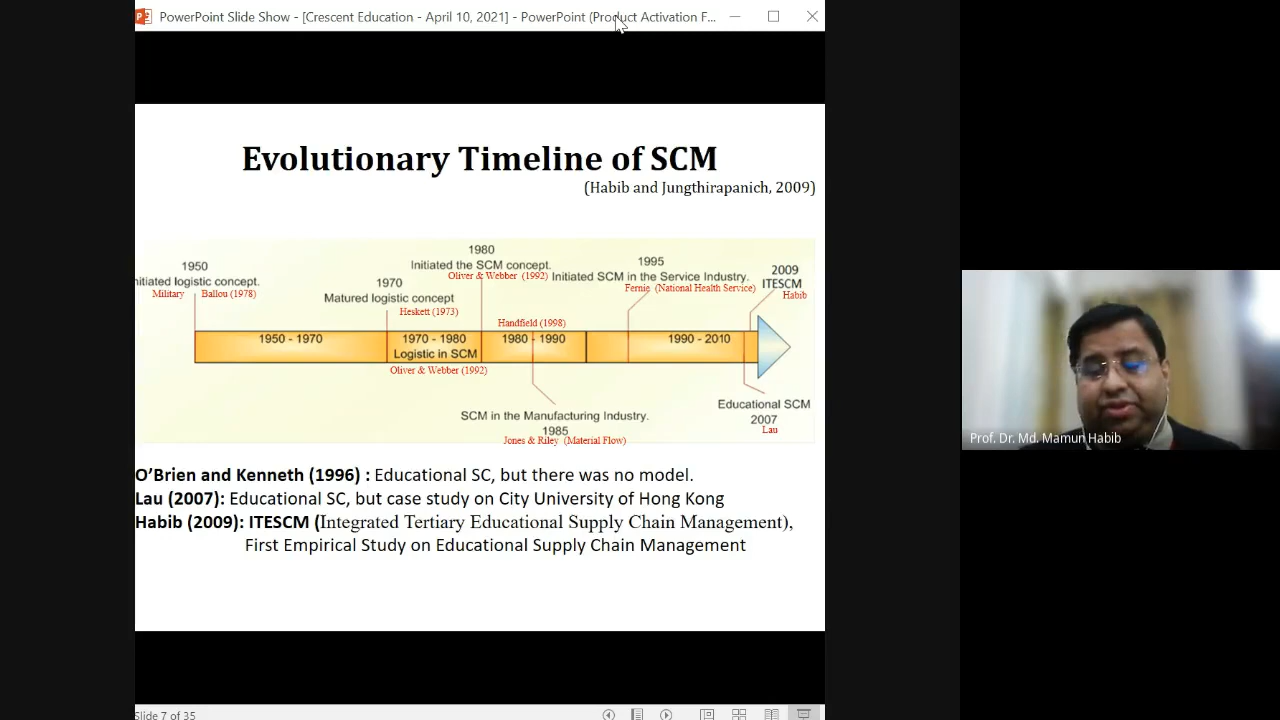 PowerPoint Slide Show - [Crescent Education - April 10, 2021] - PowerPoint (Product Activation F...
Evolutionary Timeline of SCM
(Habib and Jungthirapanich, 2009)
1950
nitiated logistic concept.
Military Ballou (1978)
1970
Matured logistic concept
Heskett (1973)
1980
Initiated the SCM concept.
Oliver & Webber (1992)
1995
Initiated SCM in the Service Industry.
Fernie (National Health Service)
2009
ITESCM
Habib
Handfield (1998)
1950 - 1970
1970 - 1980
Logistic in SCM
1980 - 1990
1990 - 2010
Oliver & Webber (1992)
SCM in the Manufacturing Industry.
1985
Jones & Riley (Material Flow)
Educational SCM
2007
Lau
O’Brien and Kenneth (1996) : Educational SC, but there was no model.
Lau (2007): Educational SC, but case study on City University of Hong Kong
Habib (2009): ITESCM (Integrated Tertiary Educational Supply Chain Management),
First Empirical Study on Educational Supply Chain Management
Slide 7 of 35
Prof. Dr. Md. Mamun Habib